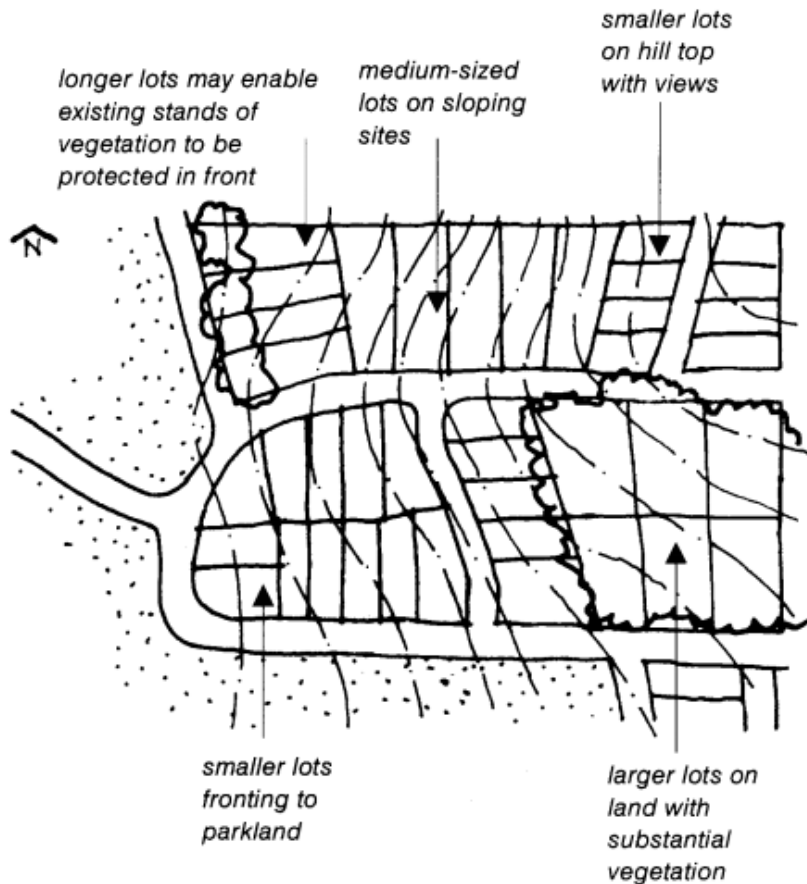 smaller lots
on hill top
with views
medium-sized
lots on sloping
sites
longer lots may enable
existing stands of
vegetation to be
protected in front
N
smaller lots
fronting to
parkland
larger lots on
land with
substantial
vegetation